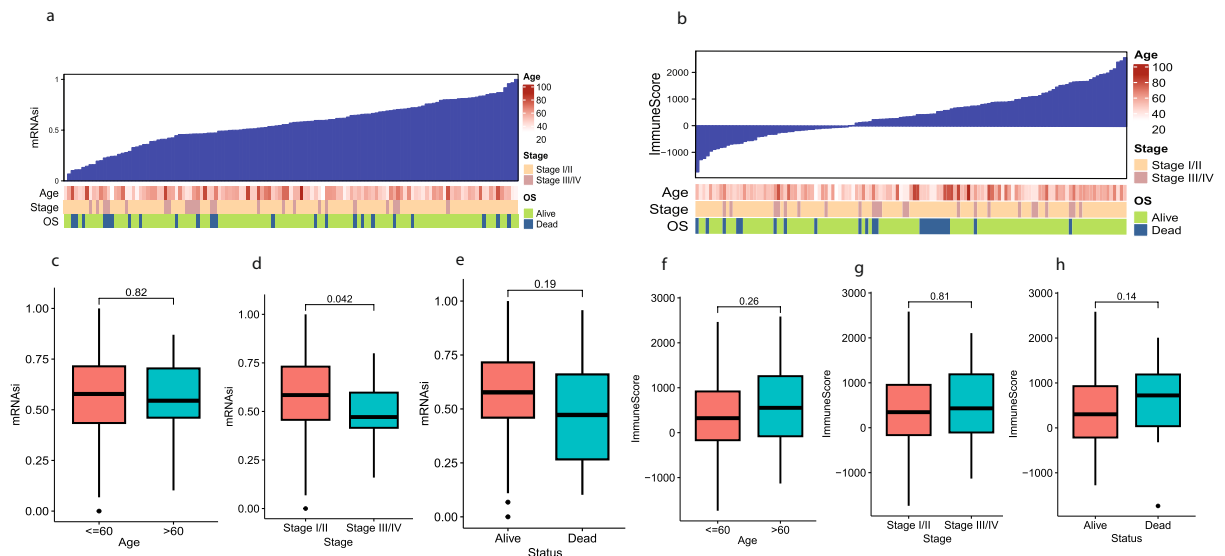 a
mRNAsi
1
0.5
0
Age
100
80
60
40
20
Stage
Stage I/II
Stage III/IV
OS
Alive
Dead
Age
Stage
OS
b
ImmuneScore
2000
1000
0
−1000
Age
100
80
60
40
20
Stage
Stage I/II
Stage III/IV
OS
Alive
Dead
Age
Stage
OS
c
0.82
mRNAsi
1.00
0.75
0.50
0.25
0.00
<=60
>60
Age
d
0.042
mRNAsi
1.00
0.75
0.50
0.25
0.00
Stage I/II
Stage III/IV
Stage
e
0.19
mRNAsi
1.00
0.75
0.50
0.25
0.00
Alive
Dead
Status
f
0.26
ImmuneScore
3000
2000
1000
0
−1000
<=60
>60
Age
g
0.81
ImmuneScore
3000
2000
1000
0
−1000
Stage I/II
Stage III/IV
Stage
h
0.14
ImmuneScore
3000
2000
1000
0
−1000
Alive
Dead
Status